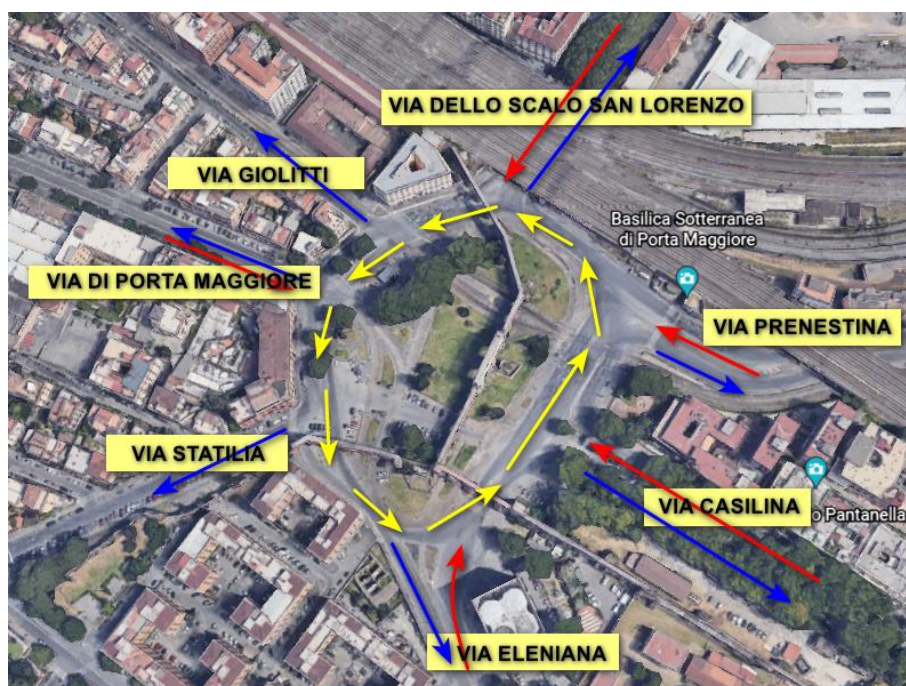 VIA DELLO SCALO SAN LORENZO
VIA GIOLITTI
Basilica Sotterranea
di Porta Maggiore
VIA DI PORTA MAGGIORE
VIA PRENESTINA
VIA STATILIA
VIA CASILINA
o Pantanella
VIA ELENIANA